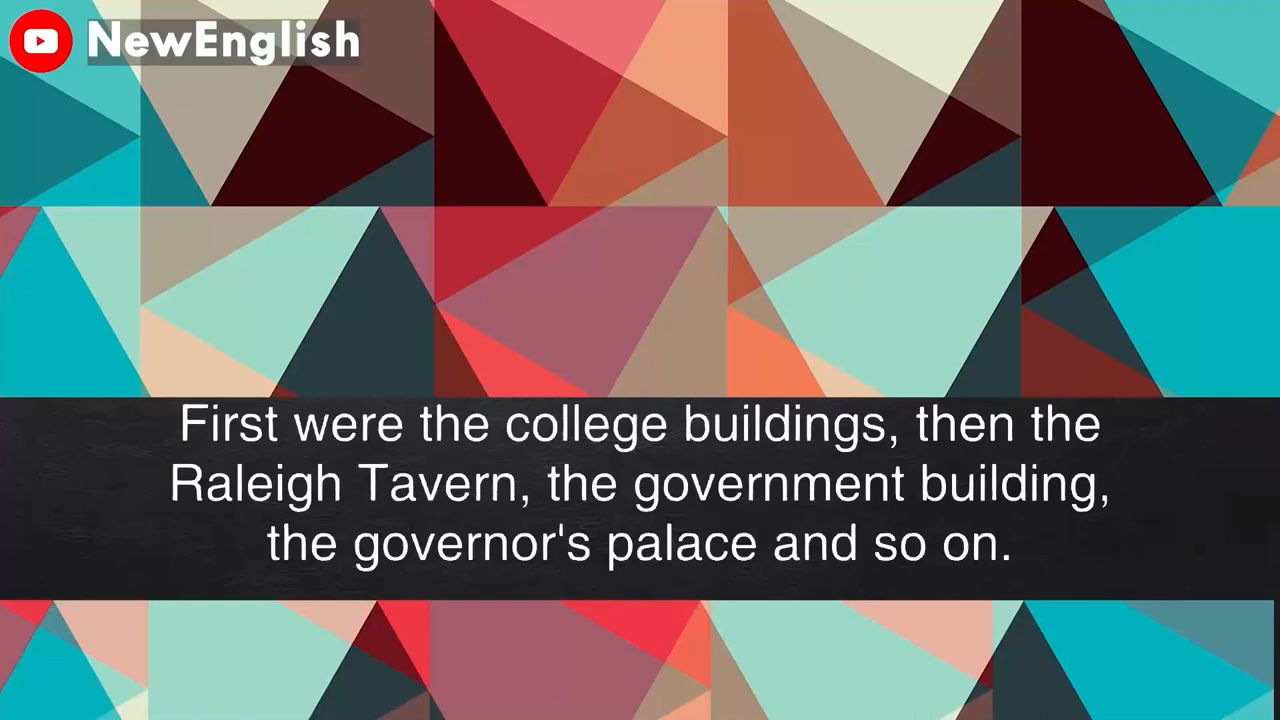 NewEnglish
First were the college buildings, then the
Raleigh Tavern, the government building,
the governor's palace and so on.